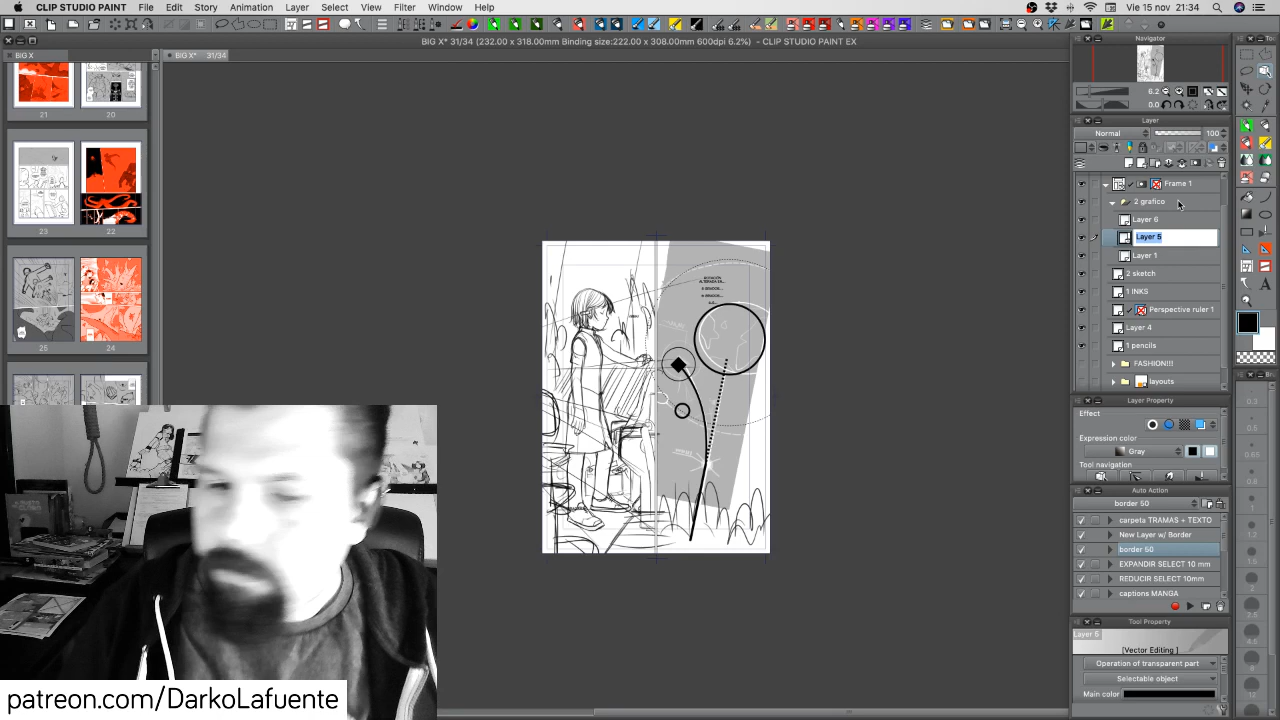 CLIP STUDIO PAINT EX File Edit Story Animation Layer Select View Filter Window Help
Vie 15 nov 21:34
BIG X* 31/34 (232.00 x 318.00mm Binding size:222.00 x 308.00mm 600dpi 6.2%) - CLIP STUDIO PAINT EX
BIG X
BIG X* 31/34
21
20
23
22
25
24
Navigator
6.2
0.0
Layer
Normal
100
Frame 1
2 grafico
Layer 6
Layer 5
Layer 1
2 sketch
1 INKS
Perspective ruler 1
Layer 4
1 pencils
FASHION!!!
layouts
Layer Property
Effect
Expression color
Gray
Tool navigation
Auto Action
border 50
carpeta TRAMAS + TEXTO
New Layer w/ Border
border 50
EXPANDIR SELECT 10 mm
REDUCIR SELECT 10mm
captions MANGA
Tool Property
Layer 5
[Vector Editing ]
Operation of transparent part
Selectable object
Main color
patreon.com/DarkoLafuente